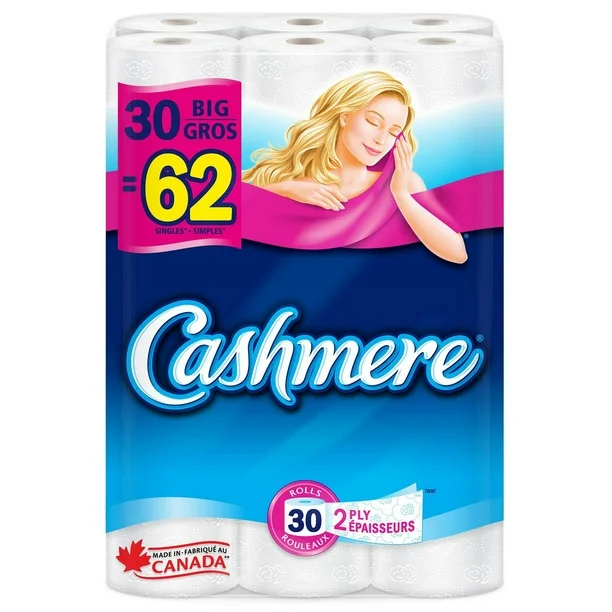 30 BIG
GROS
=62
SINGLES* • SIMPLES*
Cashmere®
ROLLS
30
ROULEAUX
2 PLY
ÉPAISSEURS
MADE IN • FABRIQUÉ AU
CANADA**